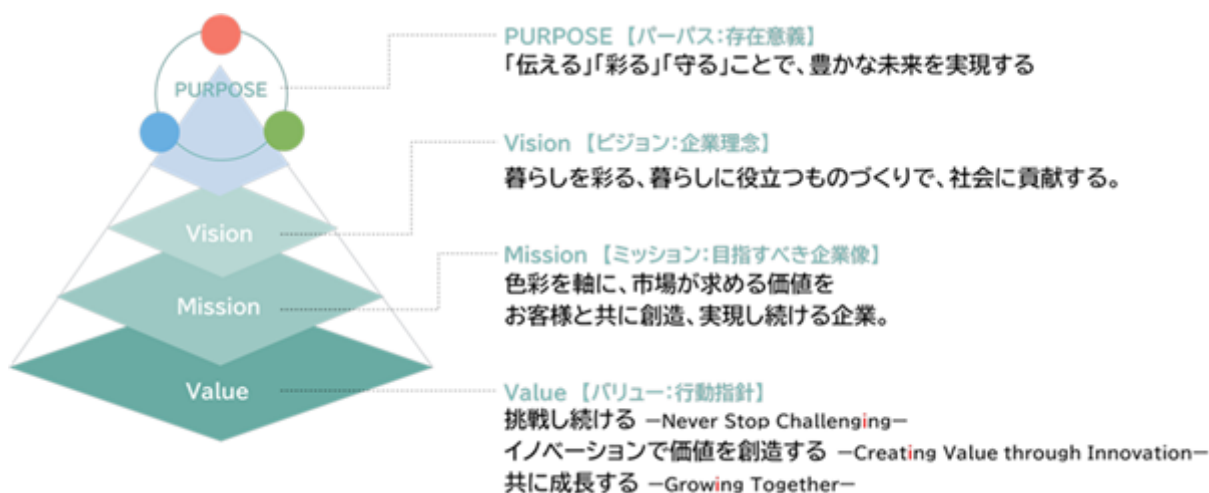 PURPOSE
Vision
Mission
Value
PURPOSE【パーパス:存在意義】
「伝える」「彩る」「守る」ことで、豊かな未来を実現する
Vision【ビジョン:企業理念】
暮らしを彩る、暮らしに役立つものづくりで、社会に貢献する。
Mission【ミッション:目指すべき企業像】
色彩を軸に、市場が求める価値を
お客様と共に創造、実現し続ける企業。
Value【バリュー:行動指針】
挑戦し続ける －Never Stop Challenging－
イノベーションで価値を創造する －Creating Value through Innovation－
共に成長する －Growing Together－